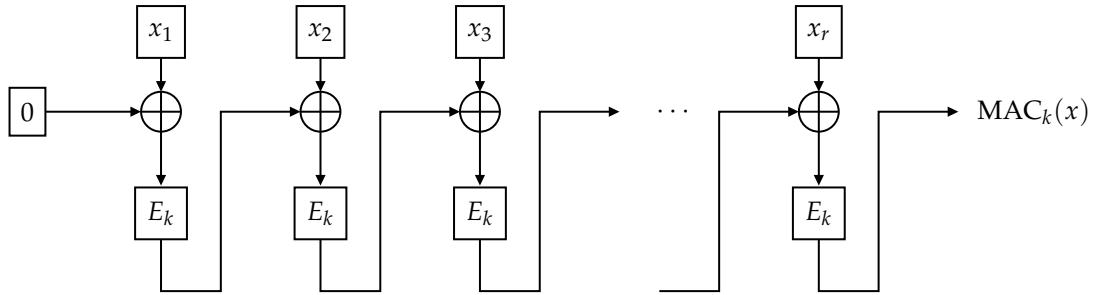 x₁ x₂ x₃ xᵣ
0 ⋯ MACₖ(x)
Eₖ Eₖ Eₖ Eₖ